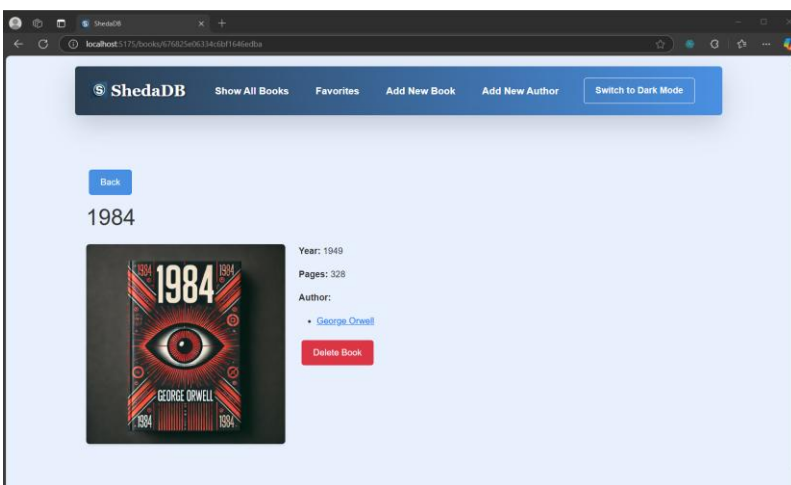 ShedaDB
localhost:5175/books/676825e06334c6bf1646edba
S ShedaDB Show All Books Favorites Add New Book Add New Author Switch to Dark Mode
Back
1984
Year: 1949
Pages: 328
Author:
George Orwell
Delete Book
1984 1984 1984
GEORGE ORWELL
1984 1984